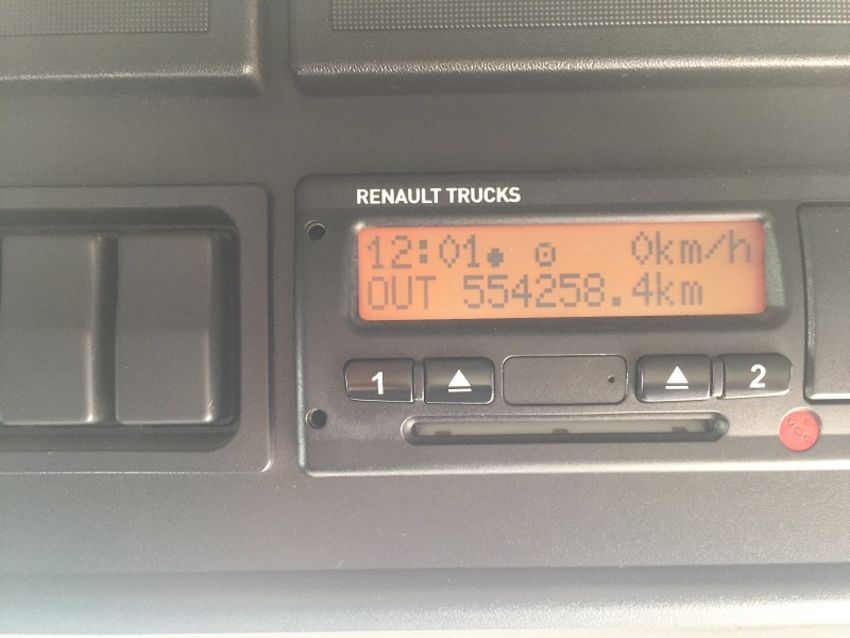 RENAULT TRUCKS
12:01 0km/h
OUT 554258.4km
1 2